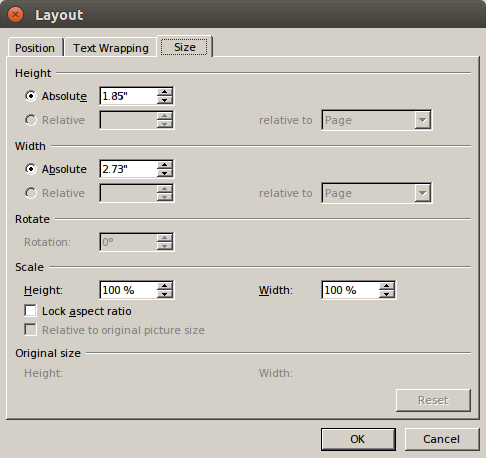 Layout
Position Text Wrapping Size
Height
Absolute 1.85"
Relative relative to Page
Width
Absolute 2.73"
Relative relative to Page
Rotate
Rotation: 0°
Scale
Height: 100 % Width: 100 %
Lock aspect ratio
Relative to original picture size
Original size
Height: Width:
Reset
OK Cancel